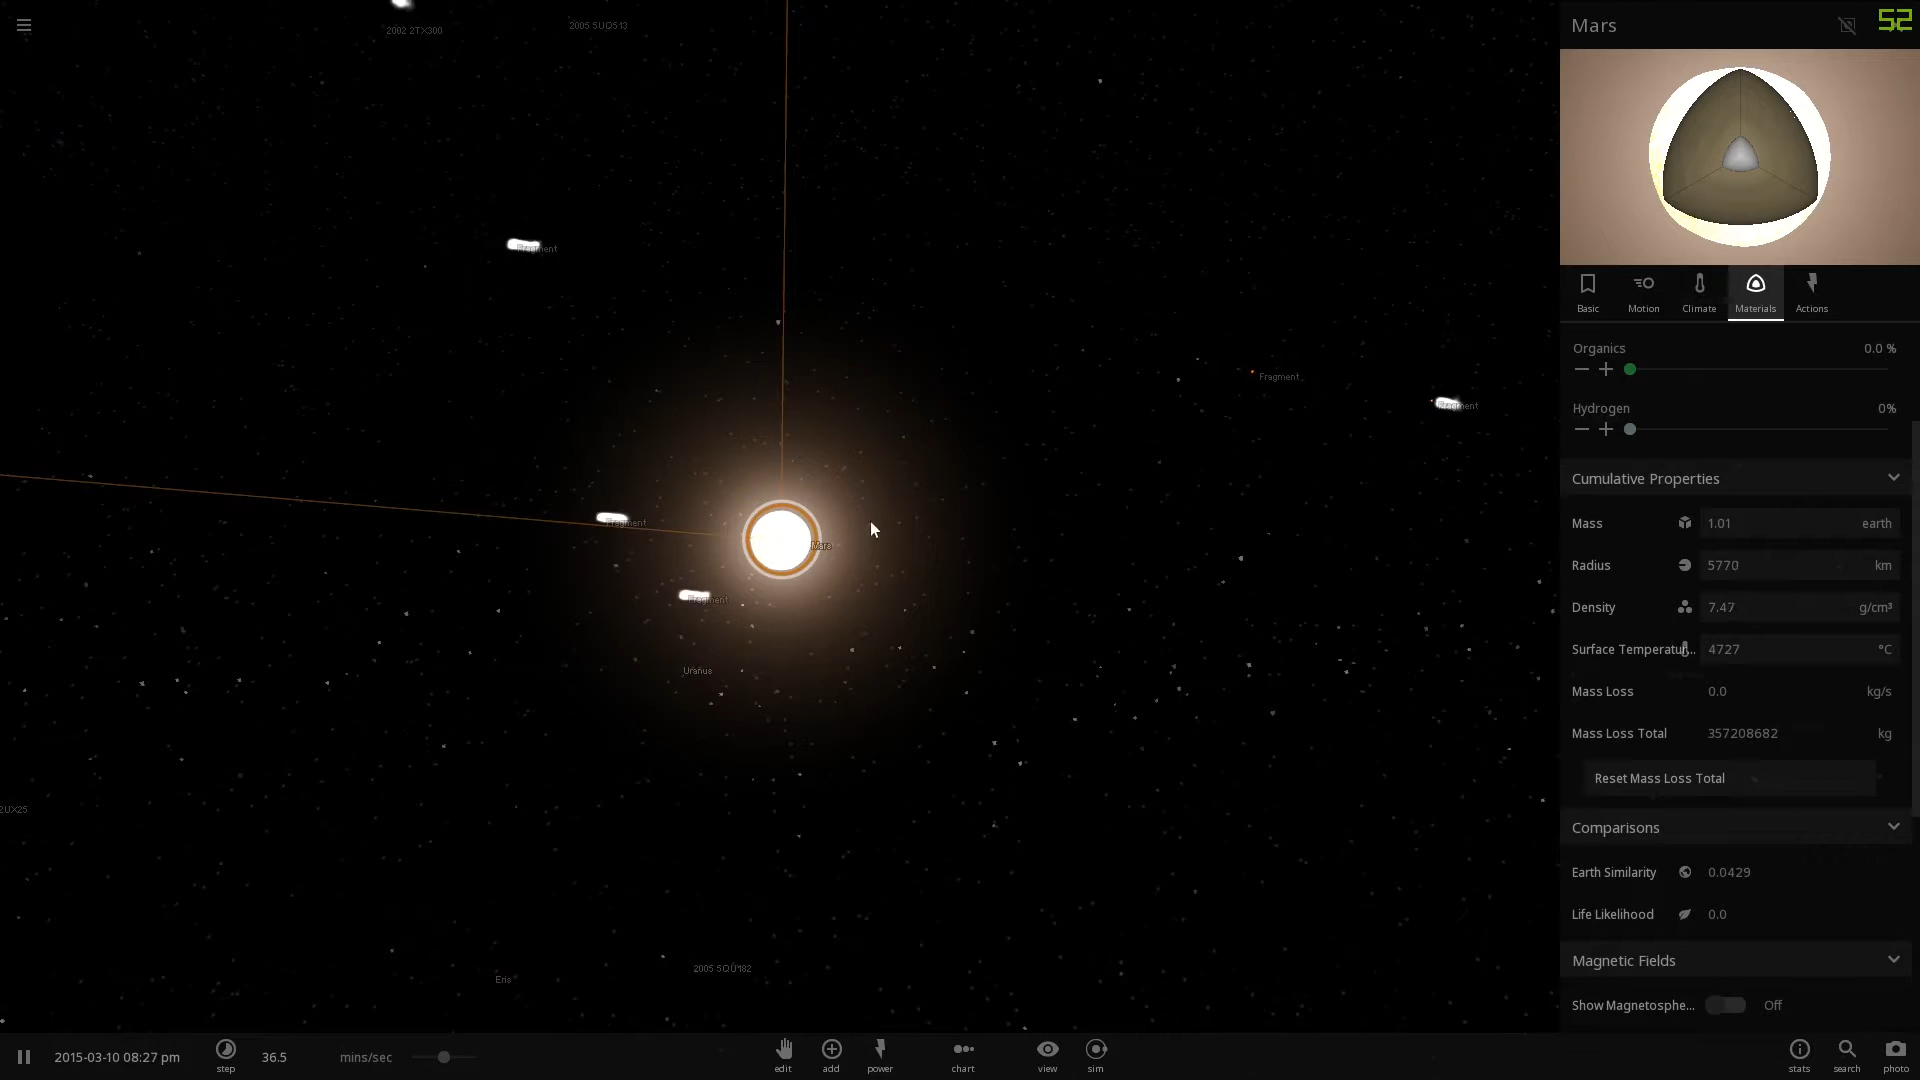 2002 2TX300
2005 SUQ513
Mars
52
Fragment
Fragment
Fragment
Fragment
Mars
Fragment
Uranus
2UX25
2005 SQU182
Eris
Basic
Motion
Climate
Materials
Actions
Organics 0.0 %
Hydrogen 0%
Cumulative Properties
Mass 1.01 earth
Radius 5770 km
Density 7.47 g/cm³
Surface Temperatur... 4727 °C
Mass Loss 0.0 kg/s
Mass Loss Total 357208682 kg
Reset Mass Loss Total
Comparisons
Earth Similarity 0.0429
Life Likelihood 0.0
Magnetic Fields
Show Magnetosphe... Off
2015-03-10 08:27 pm
step
36.5 mins/sec
edit
add
power
chart
view
sim
stats
search
photo